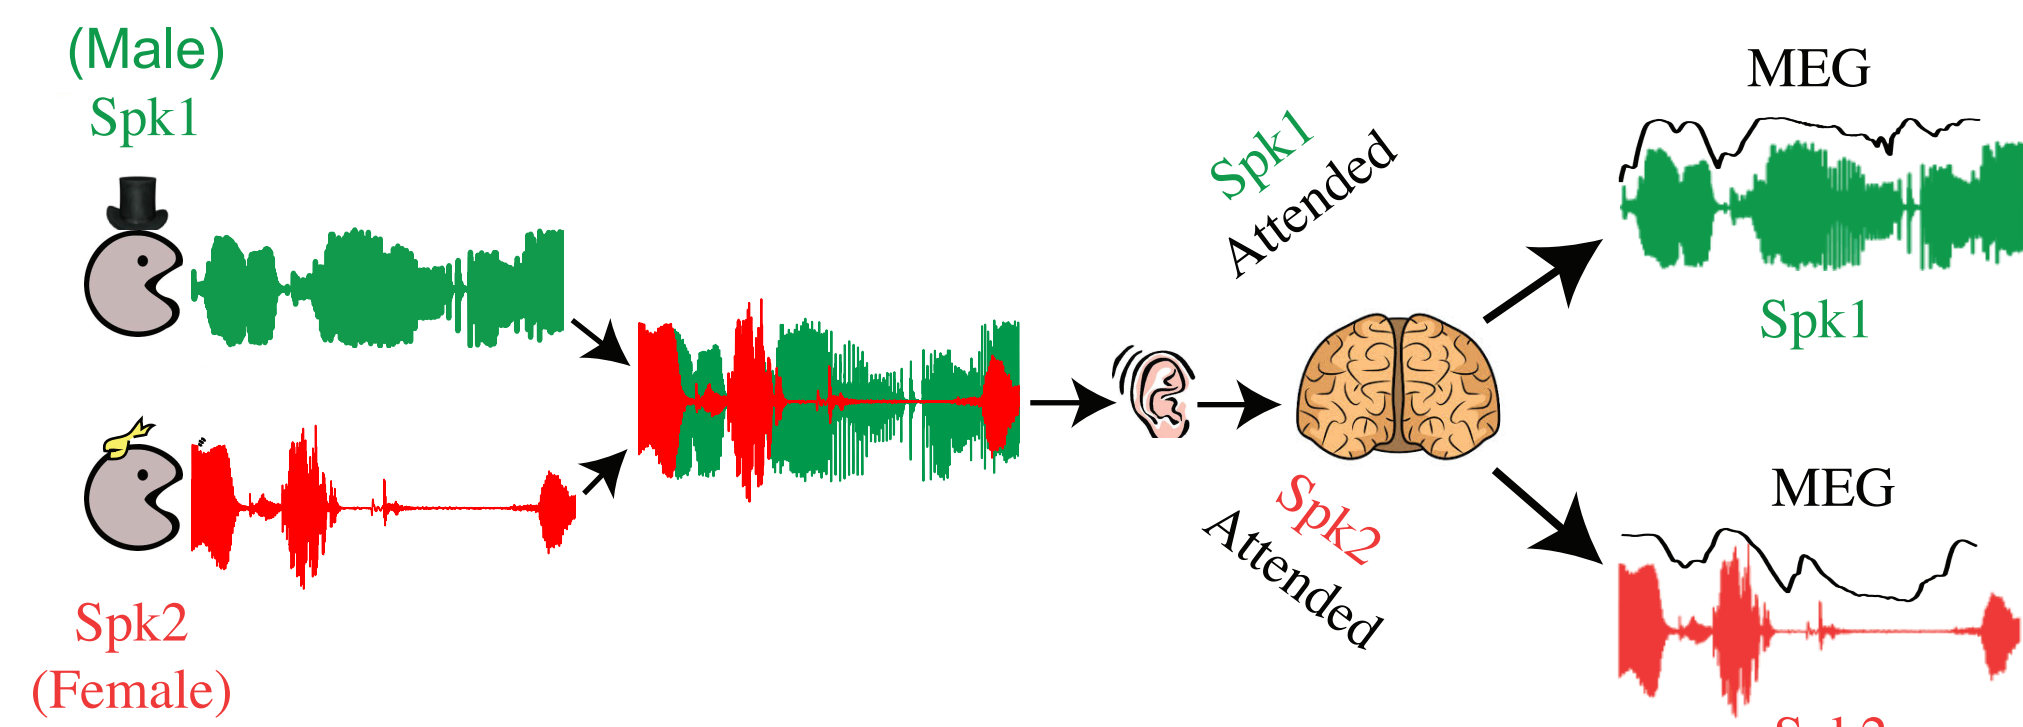 (Male)
Spk1
Spk2
(Female)
Spk1
Attended
Spk2
Attended
MEG
Spk1
MEG